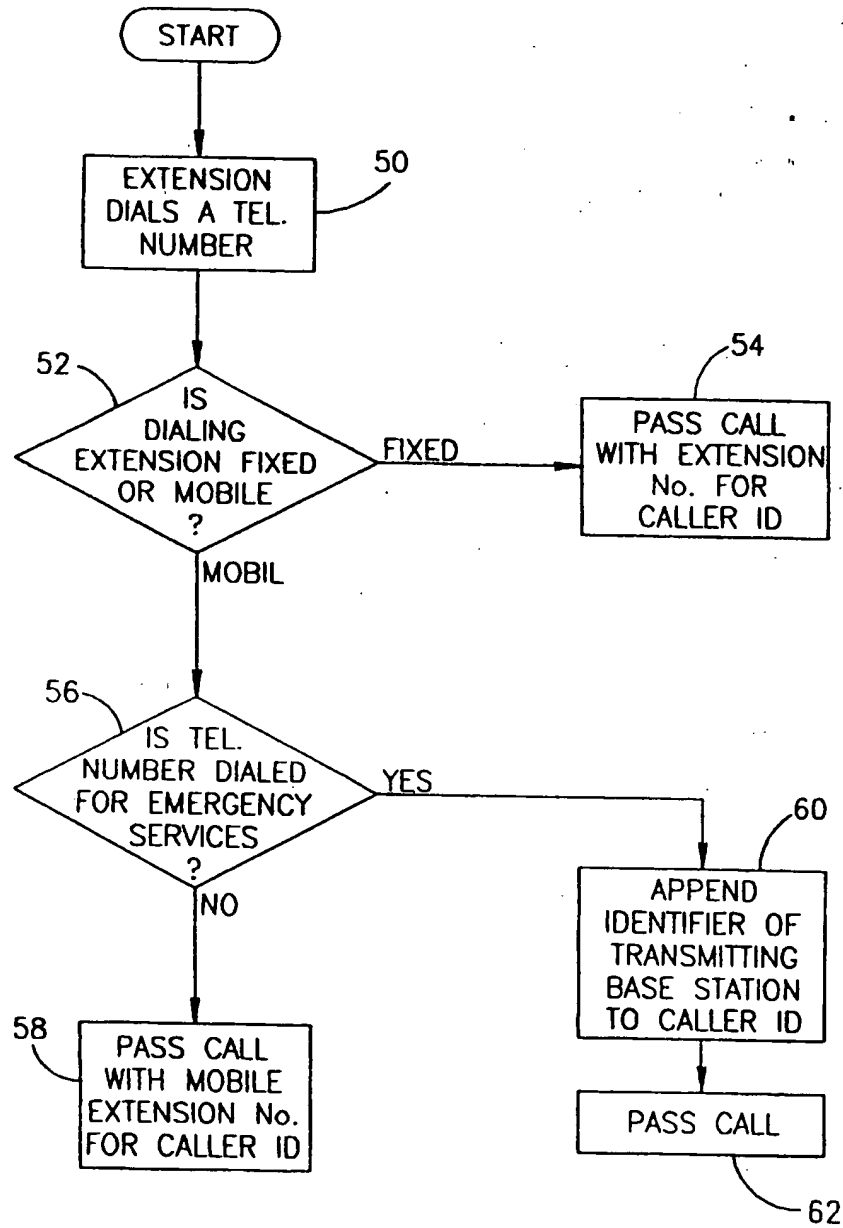 START
50
EXTENSION
DIALS A TEL.
NUMBER
52
IS
DIALING
EXTENSION FIXED
OR MOBILE
?
FIXED
54
PASS CALL
WITH EXTENSION
No. FOR
CALLER ID
MOBIL
56
IS TEL.
NUMBER DIALED
FOR EMERGENCY
SERVICES
?
YES
60
APPEND
IDENTIFIER OF
TRANSMITTING
BASE STATION
TO CALLER ID
NO
58
PASS CALL
WITH MOBILE
EXTENSION No.
FOR CALLER ID
PASS CALL
62